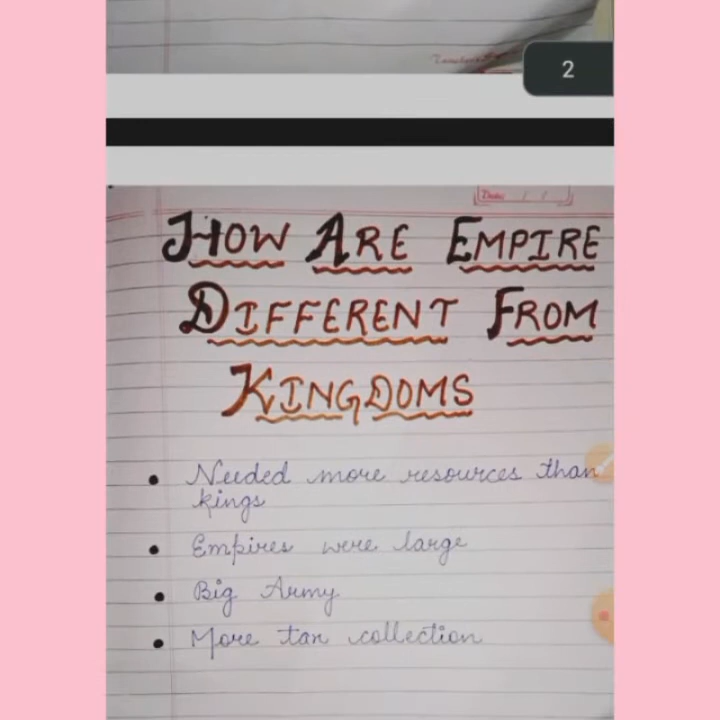 2
Date: / /
HOW ARE EMPIRE
DIFFERENT FROM
KINGDOMS
• Needed more resources than
kings
• Empires were large
• Big Army
• More tax collection